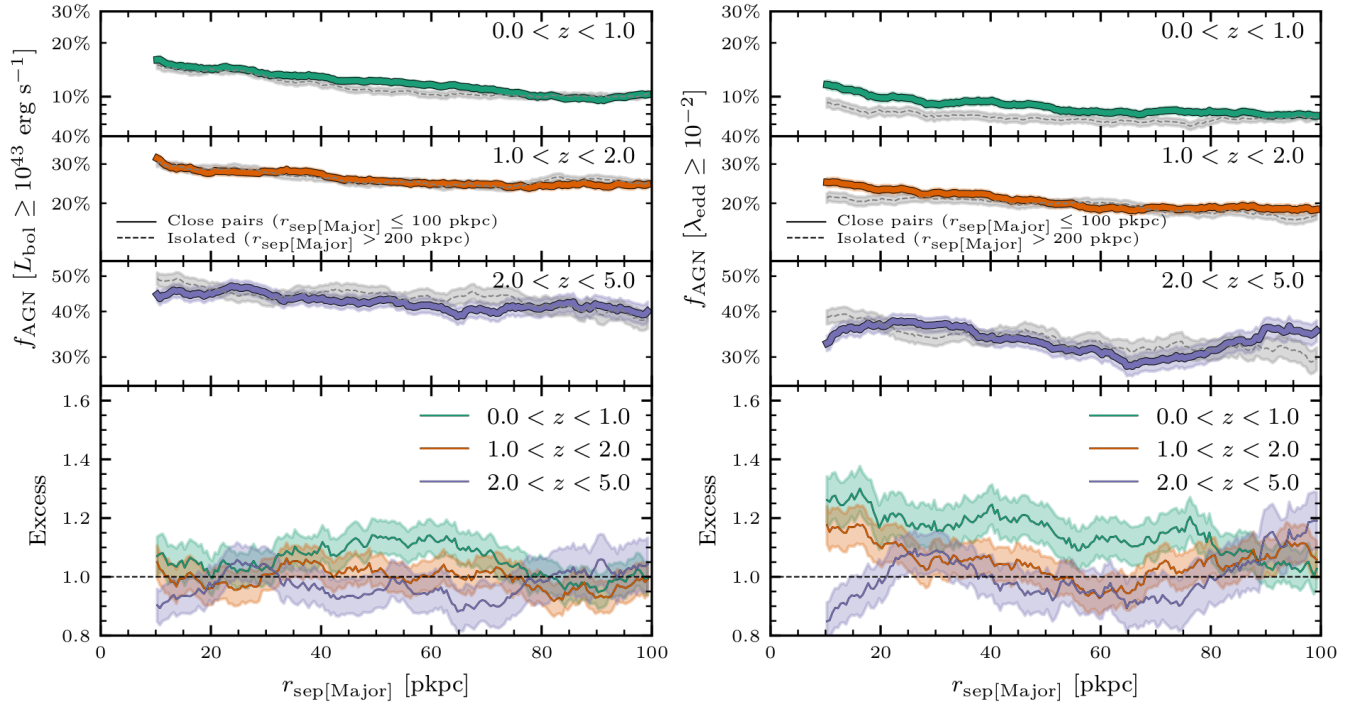 f_AGN [L_bol ≥ 10^43 erg s^−1]
30%
20%
10%
0.0 < z < 1.0
40%
30%
20%
1.0 < z < 2.0
Close pairs (r_sep[Major] ≤ 100 pkpc)
Isolated (r_sep[Major] > 200 pkpc)
50%
40%
30%
2.0 < z < 5.0
Excess
1.6
1.4
1.2
1.0
0.8
0.0 < z < 1.0
1.0 < z < 2.0
2.0 < z < 5.0
0 20 40 60 80 100
r_sep[Major] [pkpc]
f_AGN [λ_edd ≥ 10^−2]
30%
20%
10%
0.0 < z < 1.0
40%
30%
20%
1.0 < z < 2.0
Close pairs (r_sep[Major] ≤ 100 pkpc)
Isolated (r_sep[Major] > 200 pkpc)
50%
40%
30%
2.0 < z < 5.0
Excess
1.6
1.4
1.2
1.0
0.8
0.0 < z < 1.0
1.0 < z < 2.0
2.0 < z < 5.0
0 20 40 60 80 100
r_sep[Major] [pkpc]